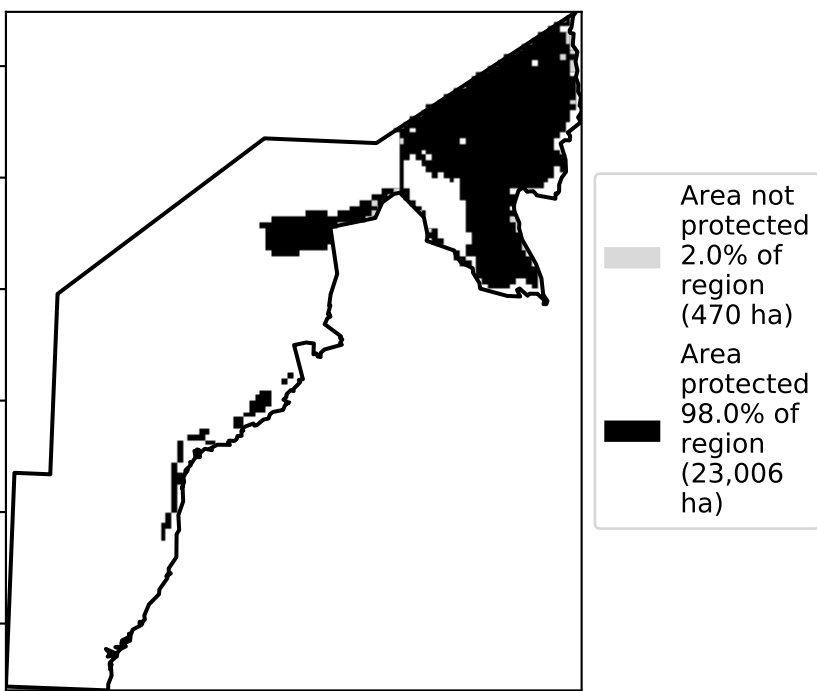 Area not
protected
2.0% of
region
(470 ha)
Area
protected
98.0% of
region
(23,006
ha)